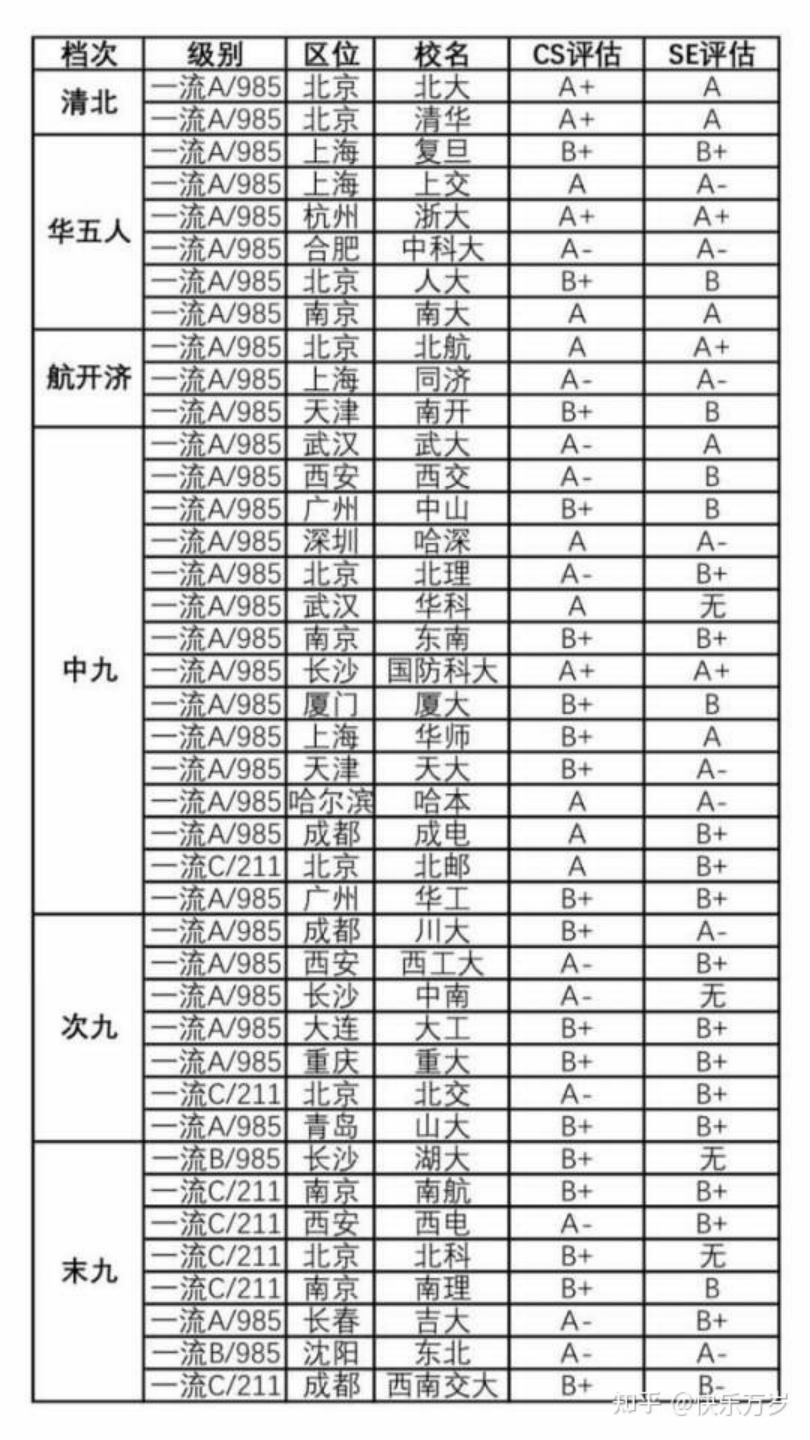 档次 级别 区位 校名 CS评估 SE评估
清北 一流A/985 北京 北大 A+ A
一流A/985 北京 清华 A+ A
华五人 一流A/985 上海 复旦 B+ B+
一流A/985 上海 上交 A A-
一流A/985 杭州 浙大 A+ A+
一流A/985 合肥 中科大 A- A-
一流A/985 北京 人大 B+ B
一流A/985 南京 南大 A A
航开济 一流A/985 北京 北航 A A+
一流A/985 上海 同济 A- A-
一流A/985 天津 南开 B+ B
中九 一流A/985 武汉 武大 A- A
一流A/985 西安 西交 A- B
一流A/985 广州 中山 B+ B
一流A/985 深圳 哈深 A A-
一流A/985 北京 北理 A- B+
一流A/985 武汉 华科 A 无
一流A/985 南京 东南 B+ B+
一流A/985 长沙 国防科大 A+ A+
一流A/985 厦门 厦大 B+ B
一流A/985 上海 华师 B+ A
一流A/985 天津 天大 B+ A-
一流A/985 哈尔滨 哈本 A A-
一流A/985 成都 成电 A B+
一流C/211 北京 北邮 A B+
一流A/985 广州 华工 B+ B+
次九 一流A/985 成都 川大 B+ A-
一流A/985 西安 西工大 A- B+
一流A/985 长沙 中南 A- 无
一流A/985 大连 大工 B+ B+
一流A/985 重庆 重大 B+ B+
一流C/211 北京 北交 A- B+
一流A/985 青岛 山大 B+ B+
末九 一流B/985 长沙 湖大 B+ 无
一流C/211 南京 南航 B+ B+
一流C/211 西安 西电 A- B+
一流C/211 北京 北科 B+ 无
一流C/211 南京 南理 B+ B
一流A/985 长春 吉大 A- B+
一流B/985 沈阳 东北 A- A-
一流C/211 成都 西南交大 B+ B-
知乎 @快乐万岁